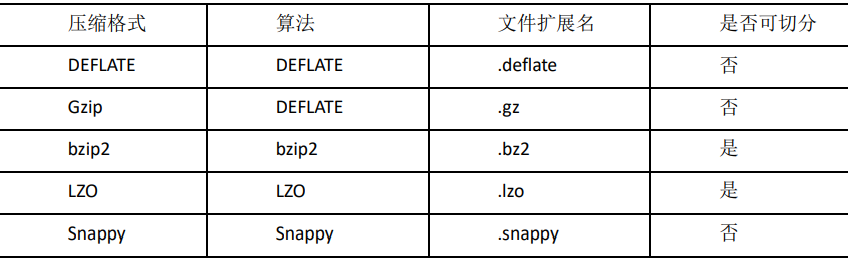 压缩格式 算法 文件扩展名 是否可切分
DEFLATE DEFLATE .deflate 否
Gzip DEFLATE .gz 否
bzip2 bzip2 .bz2 是
LZO LZO .lzo 是
Snappy Snappy .snappy 否